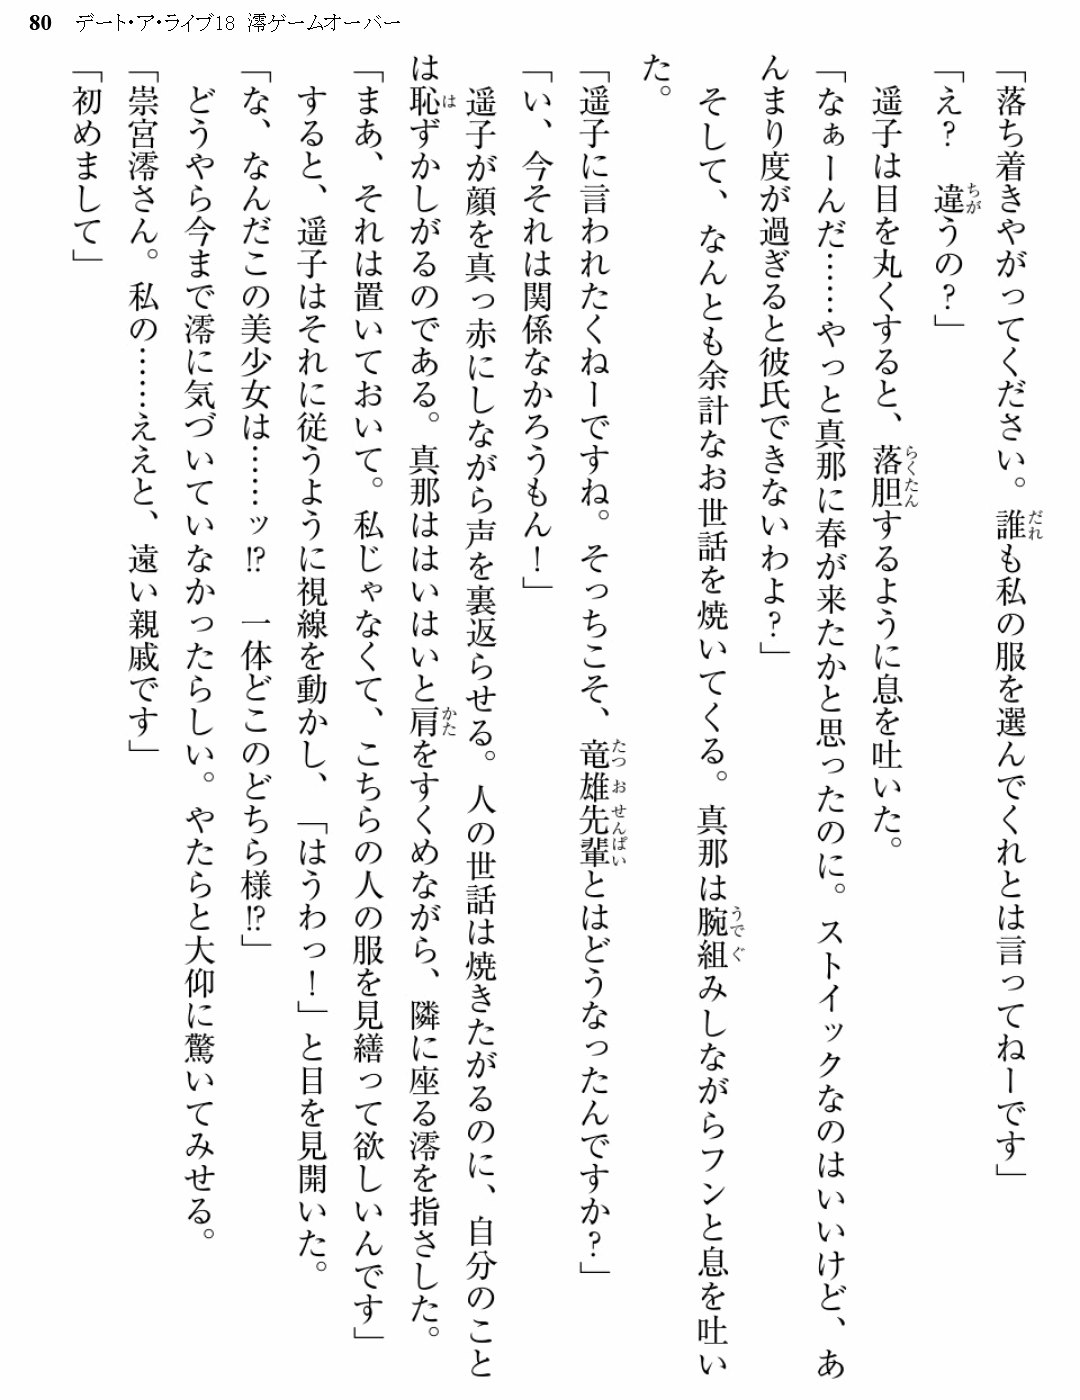 80 デート・ア・ライブ18 澪ゲームオーバー
「落ち着きやがってください。誰も私の服を選んでくれとは言ってねーです」
「え？　違うの？」
遥子は目を丸くすると、落胆するように息を吐いた。
「なぁーんだ……やっと真那に春が来たかと思ったのに。ストイックなのはいいけど、あ
んまり度が過ぎると彼氏できないわよ？」
そして、なんとも余計なお世話を焼いてくる。真那は腕組みしながらフンと息を吐い
た。
「遥子に言われたくねーですね。そっちこそ、竜雄先輩とはどうなったんですか？」
「い、今それは関係なかろうもん！」
遥子が顔を真っ赤にしながら声を裏返らせる。人の世話は焼きたがるのに、自分のこと
は恥ずかしがるのである。真那ははいはいと肩をすくめながら、隣に座る澪を指さした。
「まあ、それは置いておいて。私じゃなくて、こちらの人の服を見繕って欲しいんです」
すると、遥子はそれに従うように視線を動かし、「はうわっ！」と目を見開いた。
「な、なんだこの美少女は……ッ!?　一体どこのどちら様!?」
どうやら今まで澪に気づいていなかったらしい。やたらと大仰に驚いてみせる。
「崇宮澪さん。私の……ええと、遠い親戚です」
「初めまして」